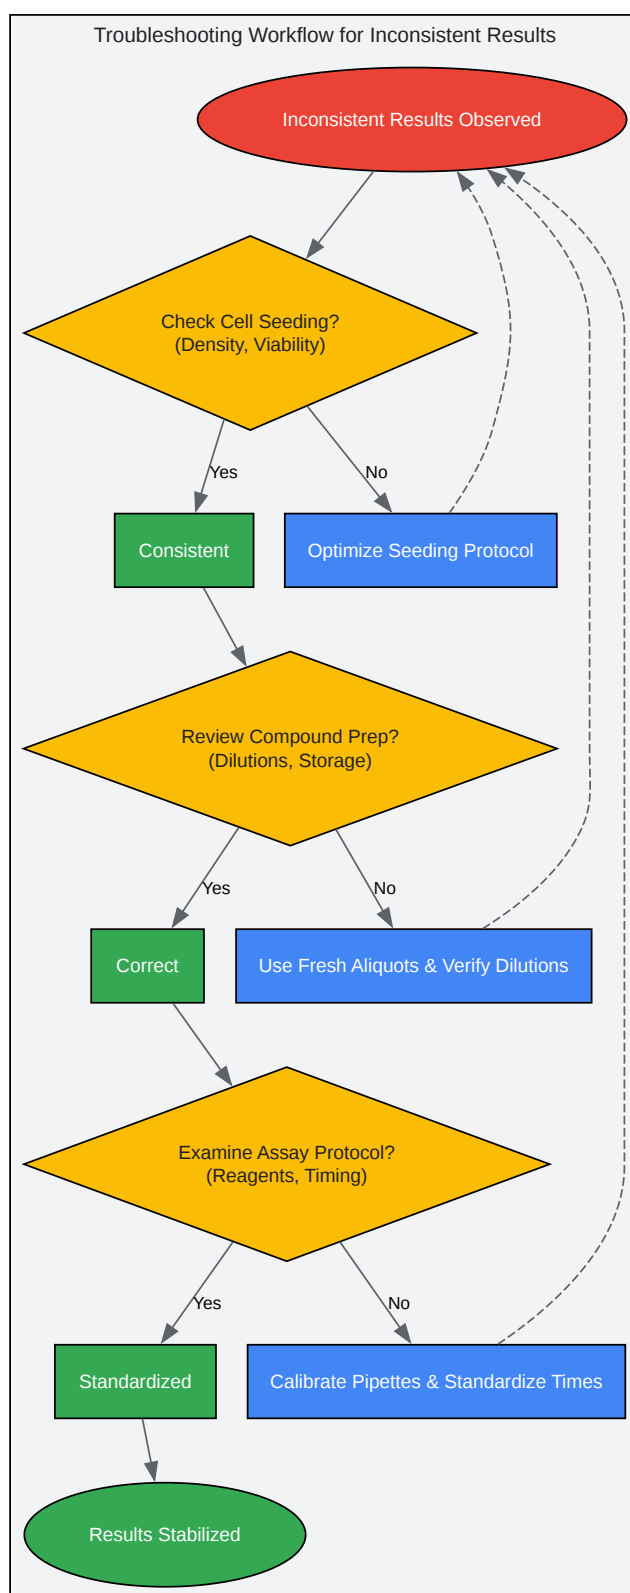 Troubleshooting Workflow for Inconsistent Results
Inconsistent Results Observed
Check Cell Seeding?
(Density, Viability)
Yes
No
Consistent
Optimize Seeding Protocol
Review Compound Prep?
(Dilutions, Storage)
Yes
No
Correct
Use Fresh Aliquots & Verify Dilutions
Examine Assay Protocol?
(Reagents, Timing)
Yes
No
Standardized
Calibrate Pipettes & Standardize Times
Results Stabilized